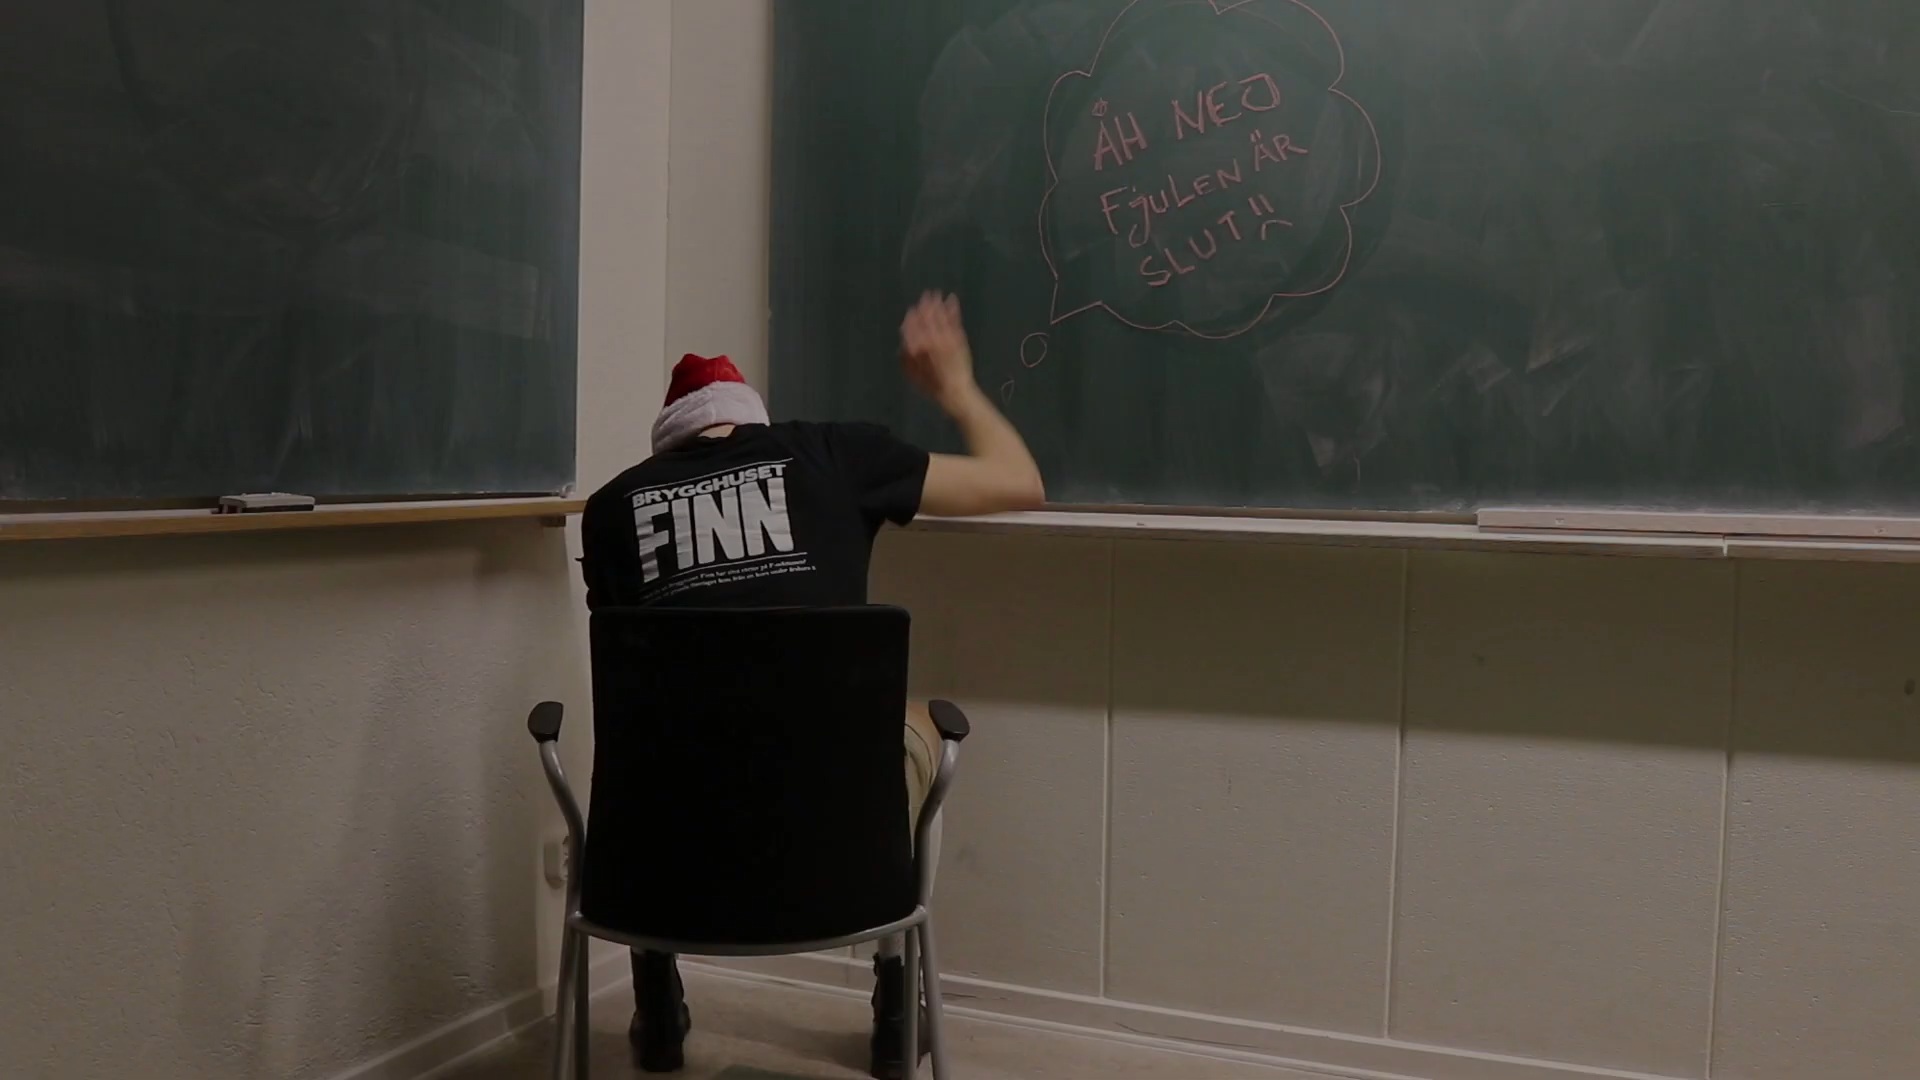 ÅH NEJ
FJULEN ÄR
SLUT
BRYGGHUSET
FINN